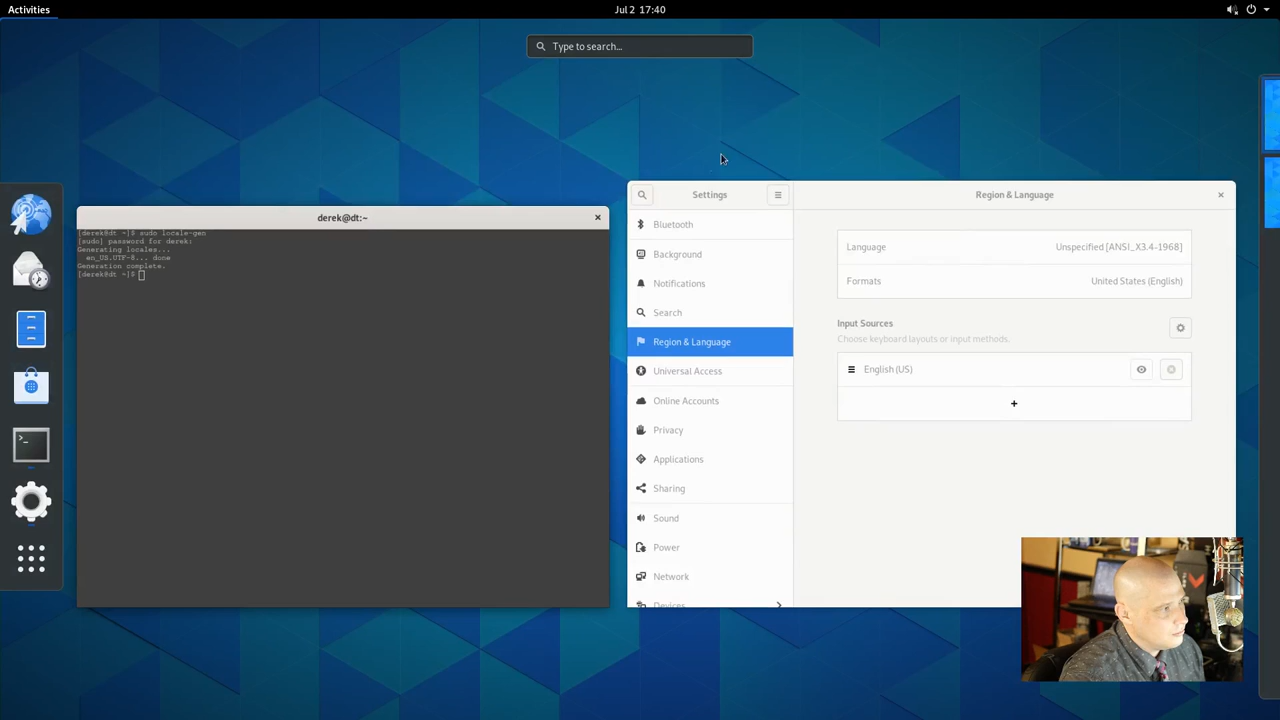 Activities
Jul 2 17:40
Type to search...
derek@dt:~
[derek@dt ~]$ sudo locale-gen
[sudo] password for derek:
Generating locales...
en_US.UTF-8... done
Generation complete.
[derek@dt ~]$
Settings
Bluetooth
Background
Notifications
Search
Region & Language
Universal Access
Online Accounts
Privacy
Applications
Sharing
Sound
Power
Network
Devices
Region & Language
Language Unspecified [ANSI_X3.4-1968]
Formats United States (English)
Input Sources
Choose keyboard layouts or input methods.
English (US)
+